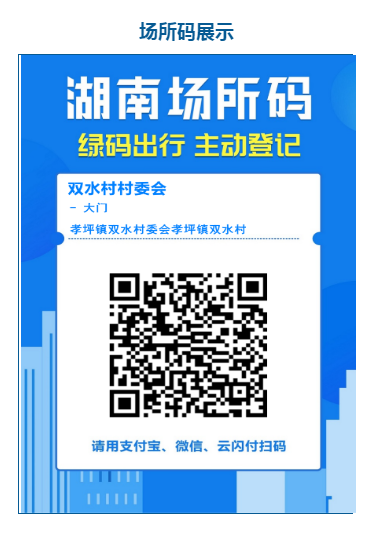 场所码展示
湖南场所码
绿码出行 主动登记
双水村村委会
- 大门
孝坪镇双水村委会孝坪镇双水村
请用支付宝、微信、云闪付扫码